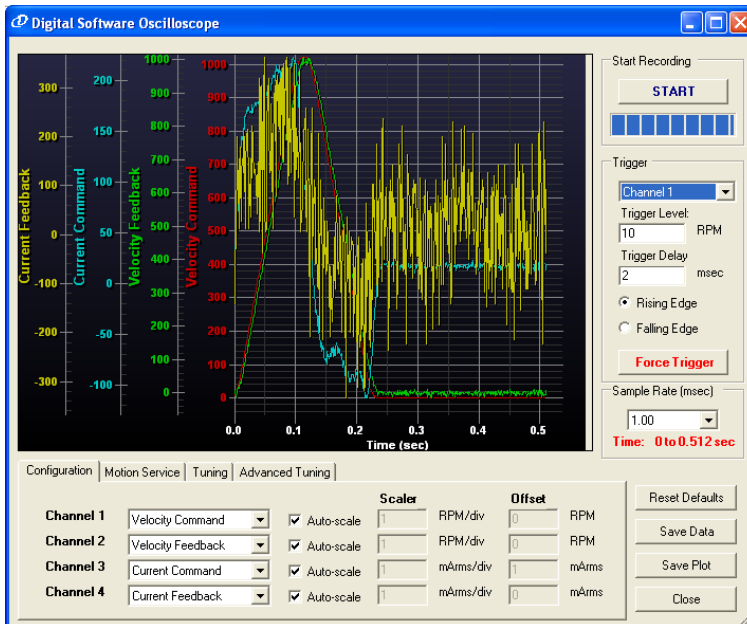 Digital Software Oscilloscope
Current Feedback
300
200
100
0
-100
-200
-300
Current Command
200
150
100
50
0
-50
-100
Velocity Feedback
1000
900
800
700
600
500
400
300
200
100
0
Velocity Command
1000
900
800
700
600
500
400
300
200
100
0
0.0 0.1 0.2 0.3 0.4 0.5
Time (sec)
Start Recording
START
Trigger
Channel 1
Trigger Level:
10 RPM
Trigger Delay
2 msec
Rising Edge
Falling Edge
Force Trigger
Sample Rate (msec)
1.00
Time: 0 to 0.512 sec
Configuration Motion Service Tuning Advanced Tuning
Scaler Offset
Channel 1 Velocity Command Auto-scale 1 RPM/div 0 RPM
Channel 2 Velocity Feedback Auto-scale 1 RPM/div 0 RPM
Channel 3 Current Command Auto-scale 1 mArms/div 1 mArms
Channel 4 Current Feedback Auto-scale 1 mArms/div 0 mArms
Reset Defaults
Save Data
Save Plot
Close